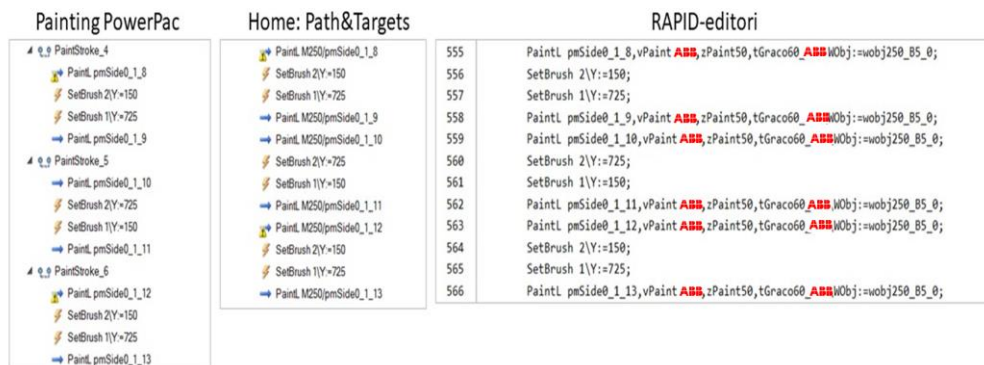 Painting PowerPac
PaintStroke_4
PaintL pmSide0_1_8
SetBrush 2\Y:=150
SetBrush 1\Y:=725
PaintL pmSide0_1_9
PaintStroke_5
PaintL pmSide0_1_10
SetBrush 2\Y:=725
SetBrush 1\Y:=150
PaintL pmSide0_1_11
PaintStroke_6
PaintL pmSide0_1_12
SetBrush 2\Y:=150
SetBrush 1\Y:=725
PaintL pmSide0_1_13
Home: Path&Targets
PaintL M250/pmSide0_1_8
SetBrush 2\Y:=150
SetBrush 1\Y:=725
PaintL M250/pmSide0_1_9
PaintL M250/pmSide0_1_10
SetBrush 2\Y:=725
SetBrush 1\Y:=150
PaintL M250/pmSide0_1_11
PaintL M250/pmSide0_1_12
SetBrush 2\Y:=150
SetBrush 1\Y:=725
PaintL M250/pmSide0_1_13
RAPID-editori
555 PaintL pmSide0_1_8,vPaint ABB,zPaint50,tGraco60_ABB\WObj:=wobj250_B5_0;
556 SetBrush 2\Y:=150;
557 SetBrush 1\Y:=725;
558 PaintL pmSide0_1_9,vPaint ABB,zPaint50,tGraco60_ABB\WObj:=wobj250_B5_0;
559 PaintL pmSide0_1_10,vPaint ABB,zPaint50,tGraco60_ABB\WObj:=wobj250_B5_0;
560 SetBrush 2\Y:=725;
561 SetBrush 1\Y:=150;
562 PaintL pmSide0_1_11,vPaint ABB,zPaint50,tGraco60_ABB\WObj:=wobj250_B5_0;
563 PaintL pmSide0_1_12,vPaint ABB,zPaint50,tGraco60_ABB\WObj:=wobj250_B5_0;
564 SetBrush 2\Y:=150;
565 SetBrush 1\Y:=725;
566 PaintL pmSide0_1_13,vPaint ABB,zPaint50,tGraco60_ABB\WObj:=wobj250_B5_0;